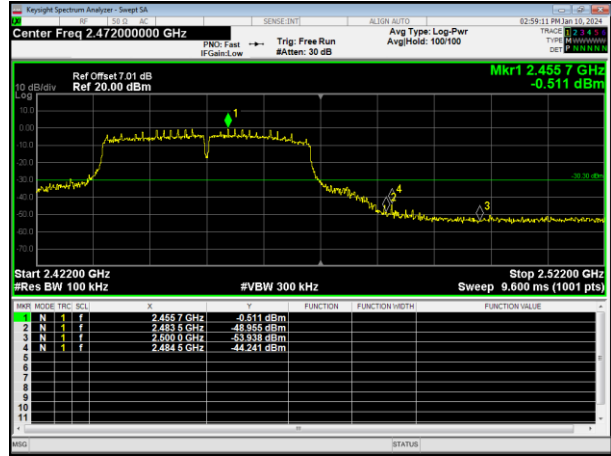 Keysight Spectrum Analyzer - Swept SA
RF 50 Ω AC SENSE:INT ALIGN AUTO 02:59:11 PM Jan 10, 2024
Center Freq 2.472000000 GHz Avg Type: Log-Pwr TRACE 1 2 3 4 5 6
PNO: Fast Trig: Free Run Avg|Hold: 100/100 TYPE M WWWWW
IFGain:Low #Atten: 30 dB DET P N N N N N
Mkr1 2.455 7 GHz
Ref Offset 7.01 dB
10 dB/div Ref 20.00 dBm -0.511 dBm
Log
10.0
1
0.00
-10.0
-20.0
-30.0 -30.30 dBm
-40.0 4
2 3
-50.0
-60.0
-70.0
Start 2.42200 GHz Stop 2.52200 GHz
#Res BW 100 kHz #VBW 300 kHz Sweep 9.600 ms (1001 pts)
MKR MODE TRC SCL X Y FUNCTION FUNCTION WIDTH FUNCTION VALUE
1 N 1 f 2.455 7 GHz -0.511 dBm
2 N 1 f 2.483 5 GHz -48.955 dBm
3 N 1 f 2.500 0 GHz -53.938 dBm
4 N 1 f 2.484 5 GHz -44.241 dBm
5
6
7
8
9
10
11
MSG STATUS